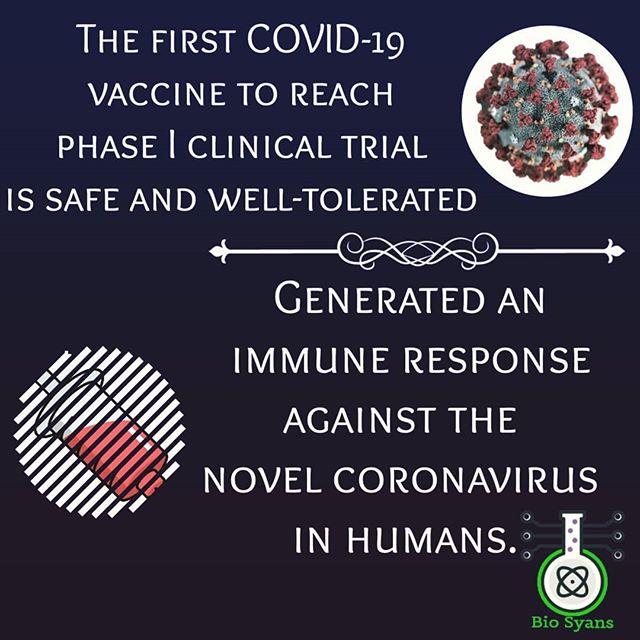 The first COVID-19
vaccine to reach
phase I clinical trial
is safe and well-tolerated
Generated an
immune response
against the
novel coronavirus
in humans.
Bio Syans